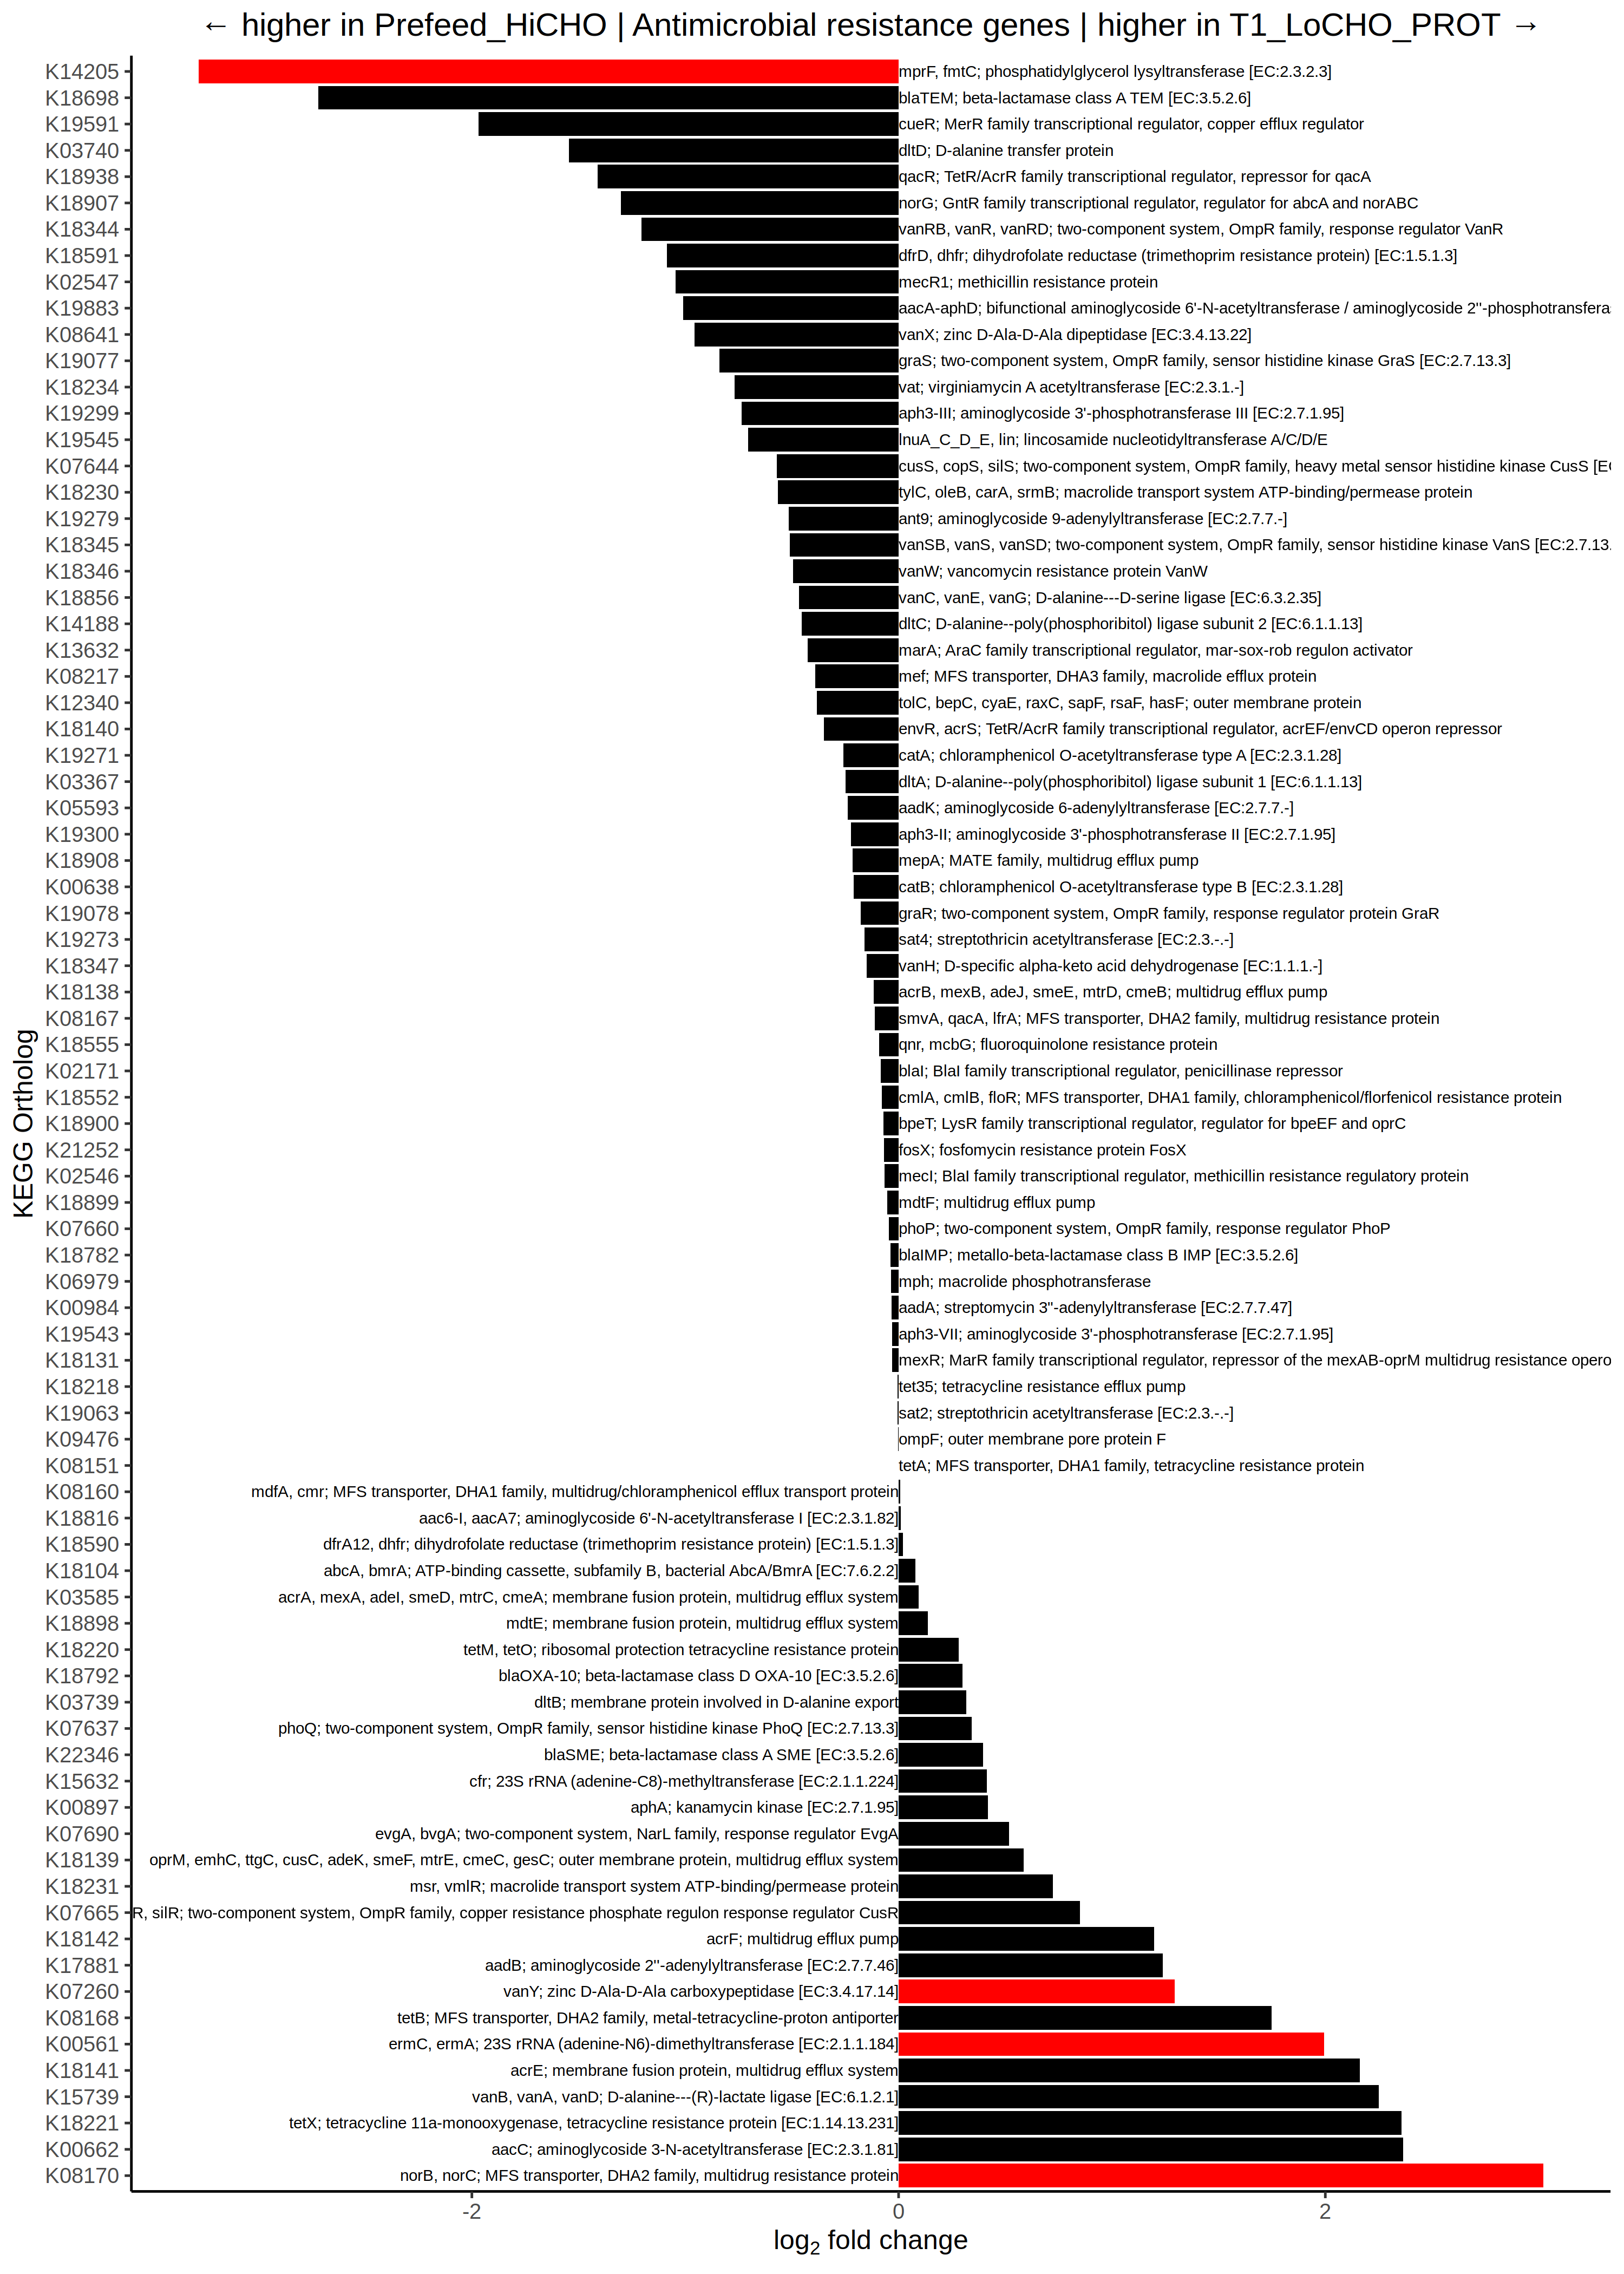 ← higher in Prefeed_HiCHO | Antimicrobial resistance genes | higher in T1_LoCHO_PROT →
K14205 mprF, fmtC; phosphatidylglycerol lysyltransferase [EC:2.3.2.3]
K18698 blaTEM; beta-lactamase class A TEM [EC:3.5.2.6]
K19591 cueR; MerR family transcriptional regulator, copper efflux regulator
K03740 dltD; D-alanine transfer protein
K18938 qacR; TetR/AcrR family transcriptional regulator, repressor for qacA
K18907 norG; GntR family transcriptional regulator, regulator for abcA and norABC
K18344 vanRB, vanR, vanRD; two-component system, OmpR family, response regulator VanR
K18591 dfrD, dhfr; dihydrofolate reductase (trimethoprim resistance protein) [EC:1.5.1.3]
K02547 mecR1; methicillin resistance protein
K19883 aacA-aphD; bifunctional aminoglycoside 6'-N-acetyltransferase / aminoglycoside 2''-phosphotransferas
K08641 vanX; zinc D-Ala-D-Ala dipeptidase [EC:3.4.13.22]
K19077 graS; two-component system, OmpR family, sensor histidine kinase GraS [EC:2.7.13.3]
K18234 vat; virginiamycin A acetyltransferase [EC:2.3.1.-]
K19299 aph3-III; aminoglycoside 3'-phosphotransferase III [EC:2.7.1.95]
K19545 lnuA_C_D_E, lin; lincosamide nucleotidyltransferase A/C/D/E
K07644 cusS, copS, silS; two-component system, OmpR family, heavy metal sensor histidine kinase CusS [EC
K18230 tylC, oleB, carA, srmB; macrolide transport system ATP-binding/permease protein
K19279 ant9; aminoglycoside 9-adenylyltransferase [EC:2.7.7.-]
K18345 vanSB, vanS, vanSD; two-component system, OmpR family, sensor histidine kinase VanS [EC:2.7.13.
K18346 vanW; vancomycin resistance protein VanW
K18856 vanC, vanE, vanG; D-alanine---D-serine ligase [EC:6.3.2.35]
K14188 dltC; D-alanine--poly(phosphoribitol) ligase subunit 2 [EC:6.1.1.13]
K13632 marA; AraC family transcriptional regulator, mar-sox-rob regulon activator
K08217 mef; MFS transporter, DHA3 family, macrolide efflux protein
K12340 tolC, bepC, cyaE, raxC, sapF, rsaF, hasF; outer membrane protein
K18140 envR, acrS; TetR/AcrR family transcriptional regulator, acrEF/envCD operon repressor
K19271 catA; chloramphenicol O-acetyltransferase type A [EC:2.3.1.28]
K03367 dltA; D-alanine--poly(phosphoribitol) ligase subunit 1 [EC:6.1.1.13]
K05593 aadK; aminoglycoside 6-adenylyltransferase [EC:2.7.7.-]
K19300 aph3-II; aminoglycoside 3'-phosphotransferase II [EC:2.7.1.95]
K18908 mepA; MATE family, multidrug efflux pump
K00638 catB; chloramphenicol O-acetyltransferase type B [EC:2.3.1.28]
K19078 graR; two-component system, OmpR family, response regulator protein GraR
K19273 sat4; streptothricin acetyltransferase [EC:2.3.-.-]
K18347 vanH; D-specific alpha-keto acid dehydrogenase [EC:1.1.1.-]
K18138 acrB, mexB, adeJ, smeE, mtrD, cmeB; multidrug efflux pump
K08167 smvA, qacA, lfrA; MFS transporter, DHA2 family, multidrug resistance protein
K18555 qnr, mcbG; fluoroquinolone resistance protein
K02171 blaI; BlaI family transcriptional regulator, penicillinase repressor
K18552 cmlA, cmlB, floR; MFS transporter, DHA1 family, chloramphenicol/florfenicol resistance protein
K18900 bpeT; LysR family transcriptional regulator, regulator for bpeEF and oprC
K21252 fosX; fosfomycin resistance protein FosX
K02546 mecI; BlaI family transcriptional regulator, methicillin resistance regulatory protein
K18899 mdtF; multidrug efflux pump
K07660 phoP; two-component system, OmpR family, response regulator PhoP
K18782 blaIMP; metallo-beta-lactamase class B IMP [EC:3.5.2.6]
K06979 mph; macrolide phosphotransferase
K00984 aadA; streptomycin 3"-adenylyltransferase [EC:2.7.7.47]
K19543 aph3-VII; aminoglycoside 3'-phosphotransferase [EC:2.7.1.95]
K18131 mexR; MarR family transcriptional regulator, repressor of the mexAB-oprM multidrug resistance opero
K18218 tet35; tetracycline resistance efflux pump
K19063 sat2; streptothricin acetyltransferase [EC:2.3.-.-]
K09476 ompF; outer membrane pore protein F
K08151 tetA; MFS transporter, DHA1 family, tetracycline resistance protein
K08160 mdfA, cmr; MFS transporter, DHA1 family, multidrug/chloramphenicol efflux transport protein
K18816 aac6-I, aacA7; aminoglycoside 6'-N-acetyltransferase I [EC:2.3.1.82]
K18590 dfrA12, dhfr; dihydrofolate reductase (trimethoprim resistance protein) [EC:1.5.1.3]
K18104 abcA, bmrA; ATP-binding cassette, subfamily B, bacterial AbcA/BmrA [EC:7.6.2.2]
K03585 acrA, mexA, adeI, smeD, mtrC, cmeA; membrane fusion protein, multidrug efflux system
K18898 mdtE; membrane fusion protein, multidrug efflux system
K18220 tetM, tetO; ribosomal protection tetracycline resistance protein
K18792 blaOXA-10; beta-lactamase class D OXA-10 [EC:3.5.2.6]
K03739 dltB; membrane protein involved in D-alanine export
K07637 phoQ; two-component system, OmpR family, sensor histidine kinase PhoQ [EC:2.7.13.3]
K22346 blaSME; beta-lactamase class A SME [EC:3.5.2.6]
K15632 cfr; 23S rRNA (adenine-C8)-methyltransferase [EC:2.1.1.224]
K00897 aphA; kanamycin kinase [EC:2.7.1.95]
K07690 evgA, bvgA; two-component system, NarL family, response regulator EvgA
K18139 oprM, emhC, ttgC, cusC, adeK, smeF, mtrE, cmeC, gesC; outer membrane protein, multidrug efflux system
K18231 msr, vmlR; macrolide transport system ATP-binding/permease protein
K07665 R, silR; two-component system, OmpR family, copper resistance phosphate regulon response regulator CusR
K18142 acrF; multidrug efflux pump
K17881 aadB; aminoglycoside 2''-adenylyltransferase [EC:2.7.7.46]
K07260 vanY; zinc D-Ala-D-Ala carboxypeptidase [EC:3.4.17.14]
K08168 tetB; MFS transporter, DHA2 family, metal-tetracycline-proton antiporter
K00561 ermC, ermA; 23S rRNA (adenine-N6)-dimethyltransferase [EC:2.1.1.184]
K18141 acrE; membrane fusion protein, multidrug efflux system
K15739 vanB, vanA, vanD; D-alanine---(R)-lactate ligase [EC:6.1.2.1]
K18221 tetX; tetracycline 11a-monooxygenase, tetracycline resistance protein [EC:1.14.13.231]
K00662 aacC; aminoglycoside 3-N-acetyltransferase [EC:2.3.1.81]
K08170 norB, norC; MFS transporter, DHA2 family, multidrug resistance protein
KEGG Ortholog
-2 0 2
log2 fold change